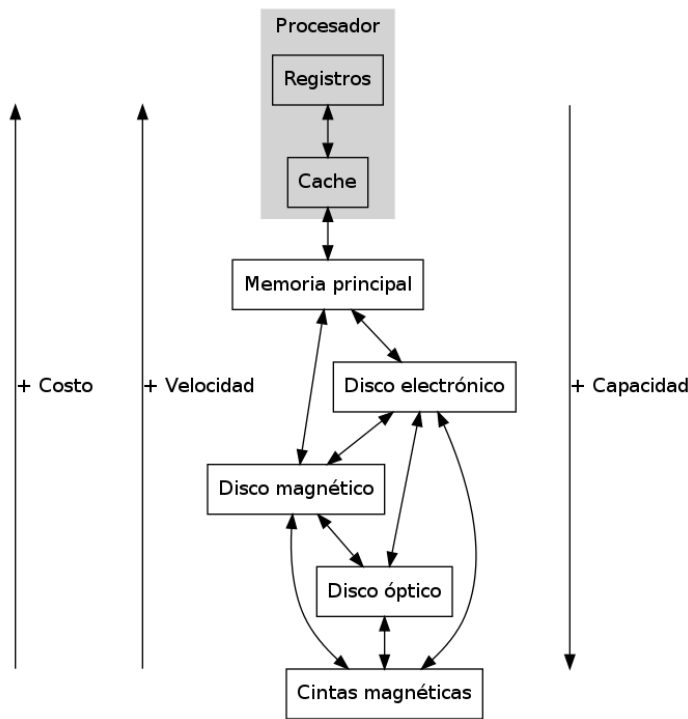 Procesador
Registros
Cache
Memoria principal
Disco electrónico
+ Costo
+ Velocidad
+ Capacidad
Disco magnético
Disco óptico
Cintas magnéticas